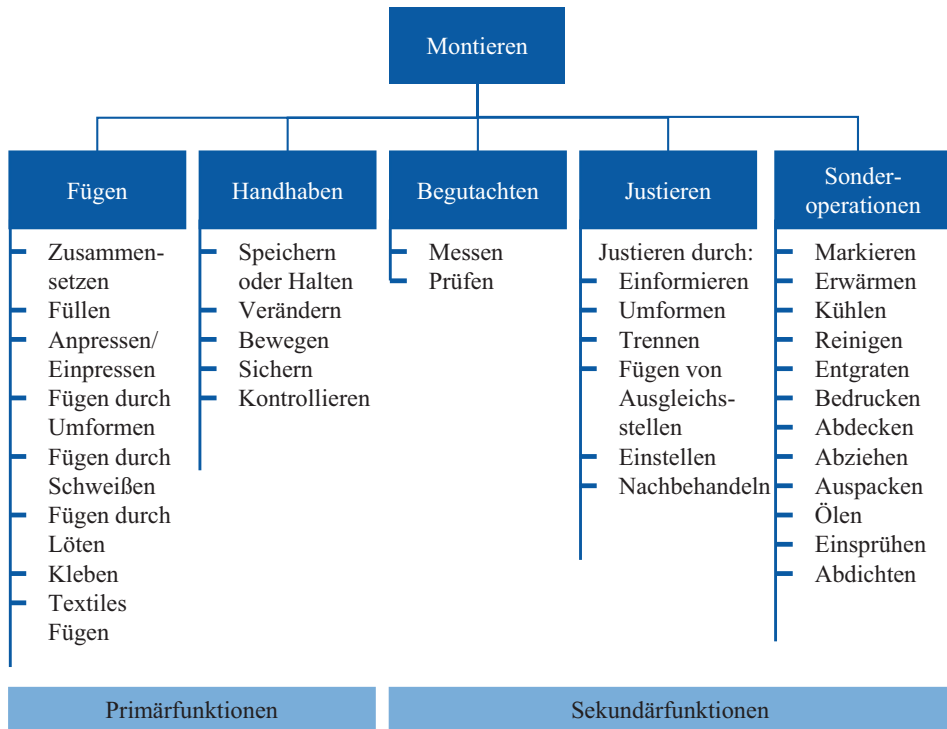 Montieren
Fügen
Zusammen-
setzen
Füllen
Anpressen/
Einpressen
Fügen durch
Umformen
Fügen durch
Schweißen
Fügen durch
Löten
Kleben
Textiles
Fügen
Handhaben
Speichern
oder Halten
Verändern
Bewegen
Sichern
Kontrollieren
Begutachten
Messen
Prüfen
Justieren
Justieren durch:
Einformieren
Umformen
Trennen
Fügen von
Ausgleichs-
stellen
Einstellen
Nachbehandeln
Sonder-
operationen
Markieren
Erwärmen
Kühlen
Reinigen
Entgraten
Bedrucken
Abdecken
Abziehen
Auspacken
Ölen
Einsprühen
Abdichten
Primärfunktionen
Sekundärfunktionen